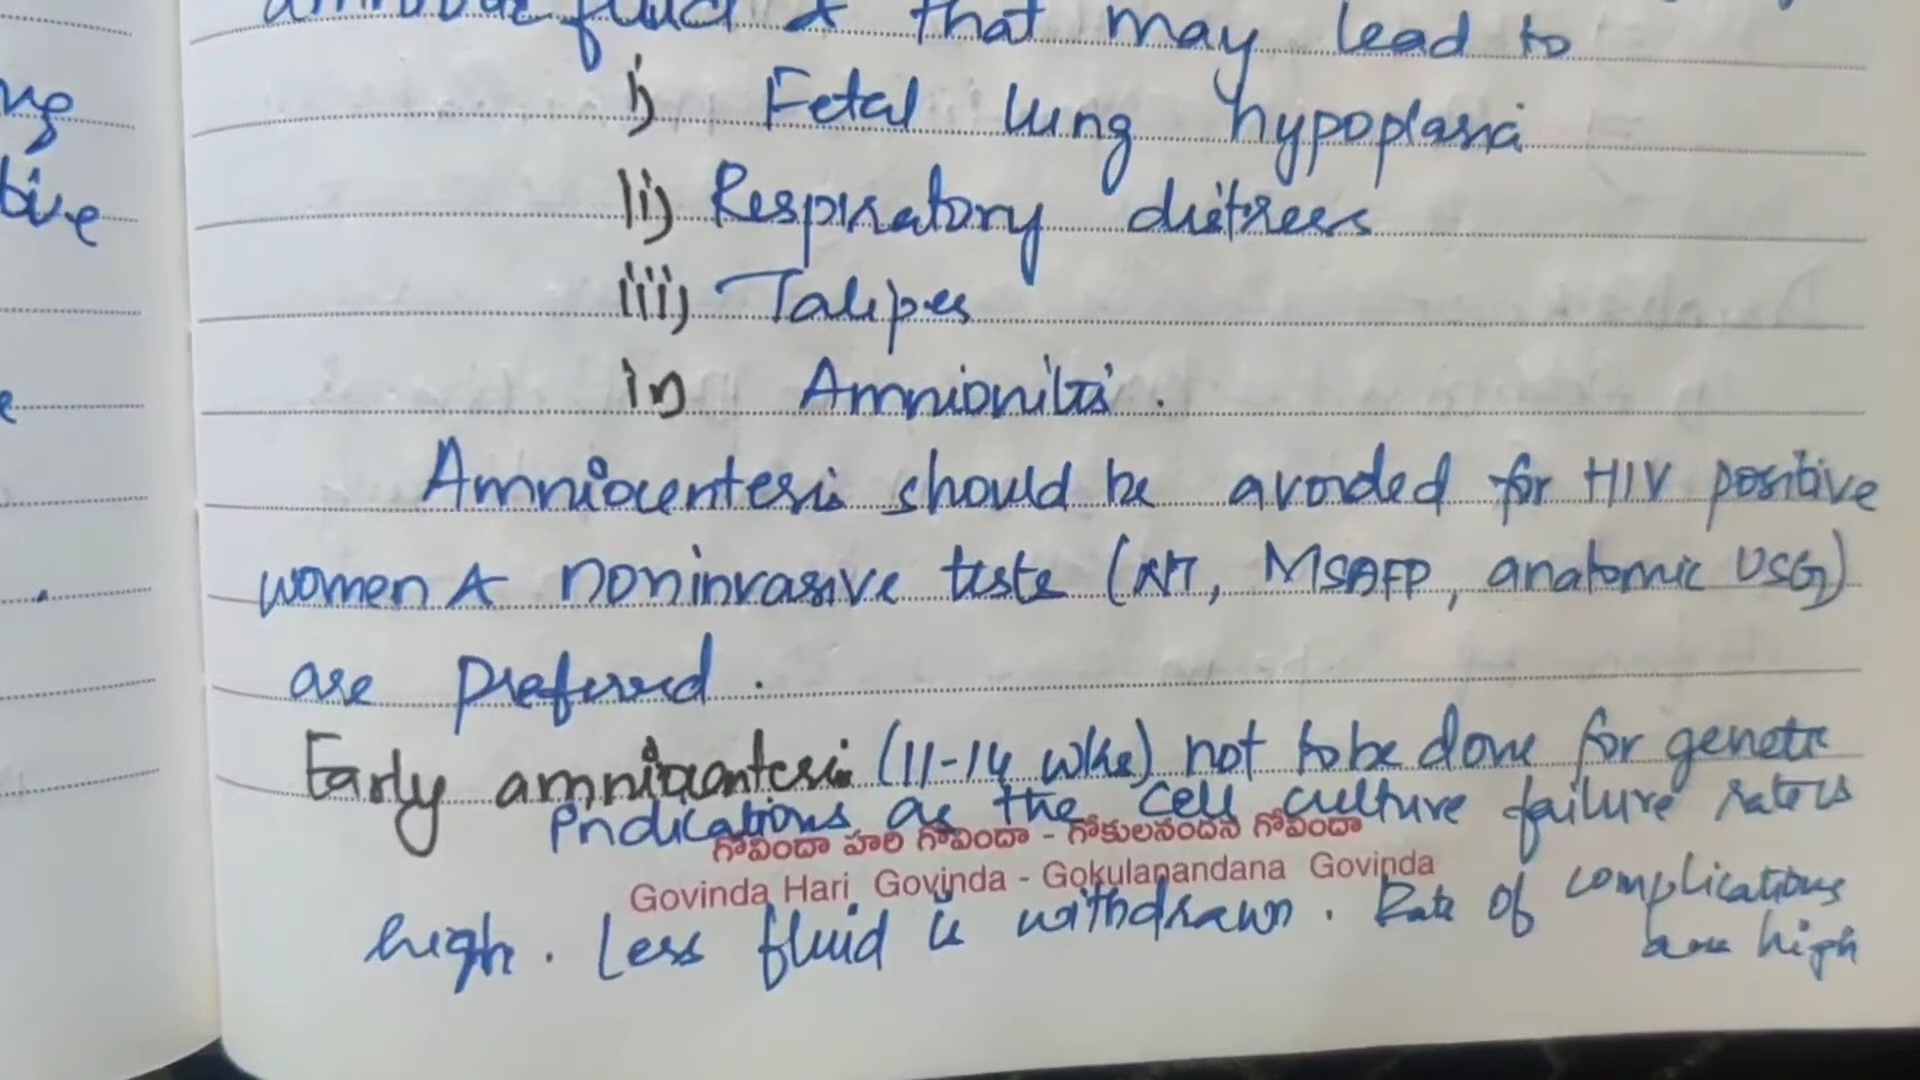 fluid & that may lead to
i) Fetal lung hypoplasia
ii) Respiratory distress
iii) Talipes
iv) Amnionitis.
Amniocentesis should be avoided for HIV positive
women & noninvasive tests (NT, MSAFP, anatomic USG)
are preferred.
Early amniocentesis (11-14 wks) not to be done for genetic
indications as the cell culture failure rate is
గోవిందా హరి గోవిందా - గోకులనందన గోవిందా
Govinda Hari Govinda - Gokulanandana Govinda
high. Less fluid is withdrawn. Rate of complications
are high